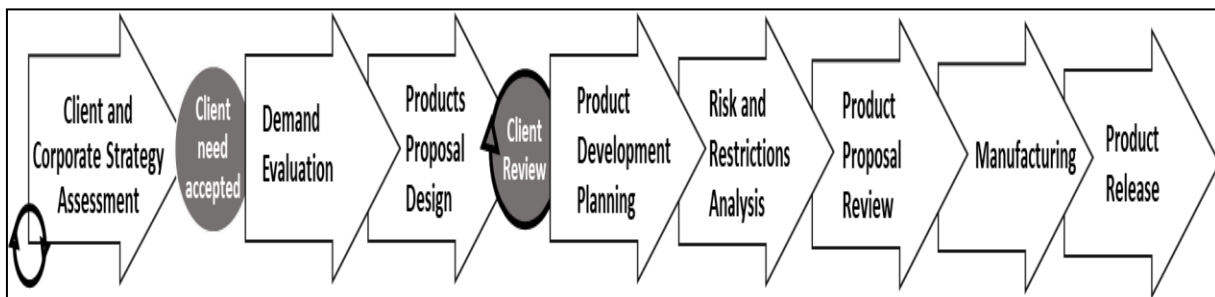 Client and
Corporate Strategy
Assessment
Client
need
accepted
Demand
Evaluation
Products
Proposal
Design
Client
Review
Product
Development
Planning
Risk and
Restrictions
Analysis
Product
Proposal
Review
Manufacturing
Product
Release